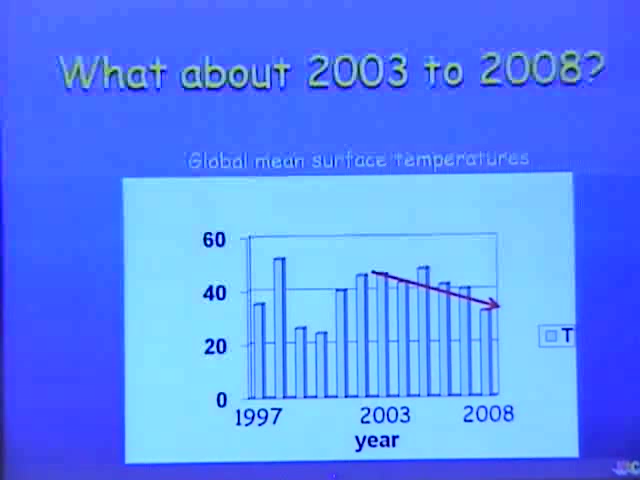 What about 2003 to 2008?
Global mean surface temperatures
60
40
20
0
1997 2003 2008
year
T